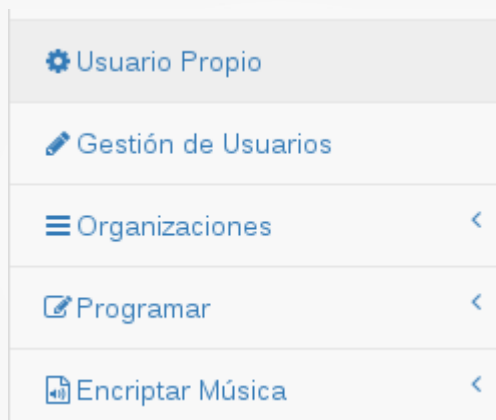 Usuario Propio
Gestión de Usuarios
Organizaciones
Programar
Encriptar Música